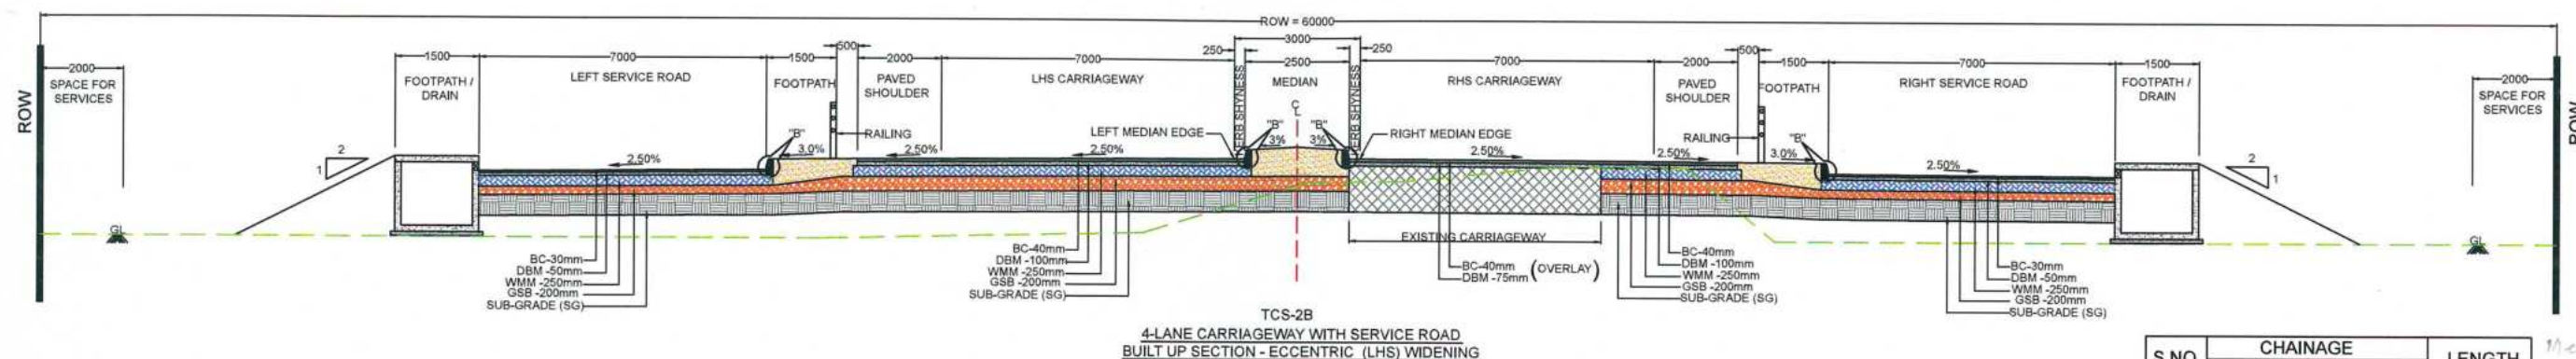 ROW = 60000
1500 7000 1500 500 2000 7000 250 3000 250 7000 2000 500 1500 7000 1500
2000 2500 2000
SPACE FOR SERVICES
FOOTPATH / DRAIN
LEFT SERVICE ROAD
FOOTPATH
PAVED SHOULDER
LHS CARRIAGEWAY
MEDIAN
RHS CARRIAGEWAY
PAVED SHOULDER
FOOTPATH
RIGHT SERVICE ROAD
FOOTPATH / DRAIN
SPACE FOR SERVICES
ROW
ROW
SHYNESS
SHYNESS
CL
"B" RAILING LEFT MEDIAN EDGE "B" "B" RIGHT MEDIAN EDGE RAILING "B"
2 1 2.50% 3.0% 2.50% 2.50% 3% 3% 2.50% 2.50% 3.0% 2.50% 2 1
GL
GL
EXISTING CARRIAGEWAY
BC-30mm
DBM -50mm
WMM -250mm
GSB -200mm
SUB-GRADE (SG)
BC-40mm
DBM -100mm
WMM -250mm
GSB -200mm
SUB-GRADE (SG)
BC-40mm
DBM -75mm (OVERLAY)
BC-40mm
DBM -100mm
WMM -250mm
GSB -200mm
SUB-GRADE (SG)
BC-30mm
DBM -50mm
WMM -250mm
GSB -200mm
SUB-GRADE (SG)
TCS-2B
4-LANE CARRIAGEWAY WITH SERVICE ROAD
BUILT UP SECTION - ECCENTRIC (LHS) WIDENING
S.NO CHAINAGE LENGTH